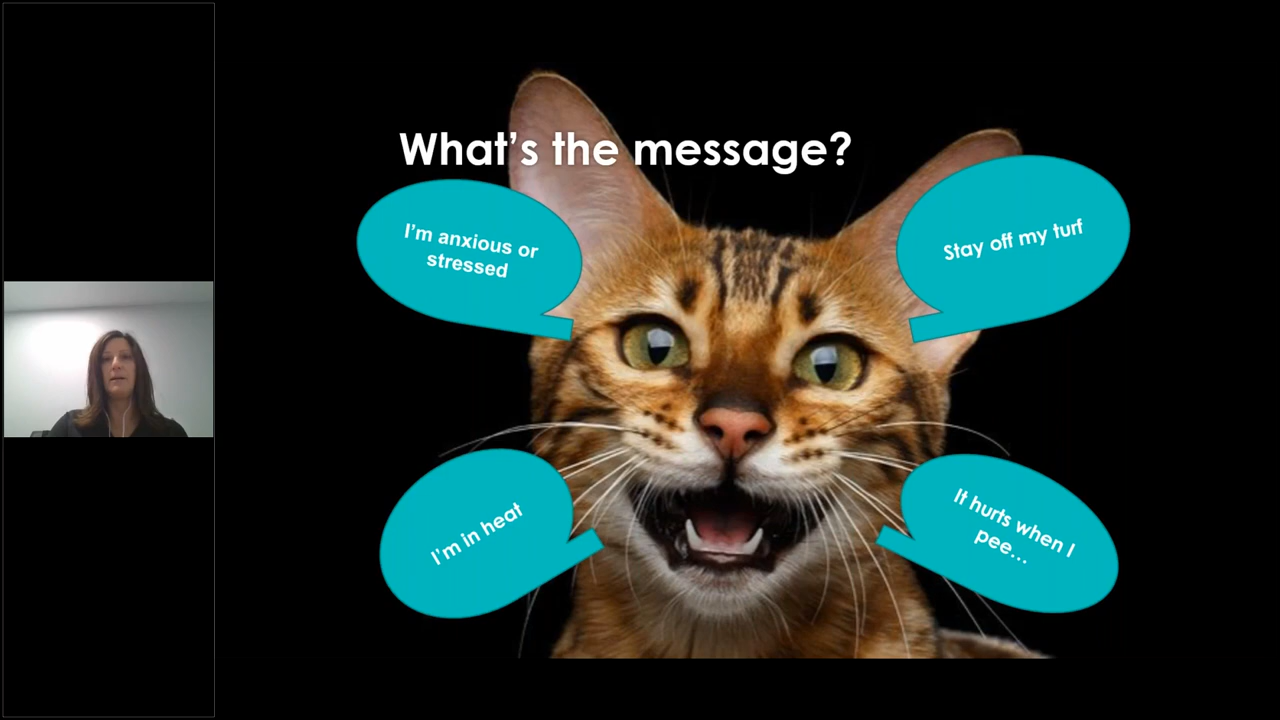 What's the message?
I'm anxious or
stressed
Stay off my turf
I'm in heat
It hurts when I
pee...